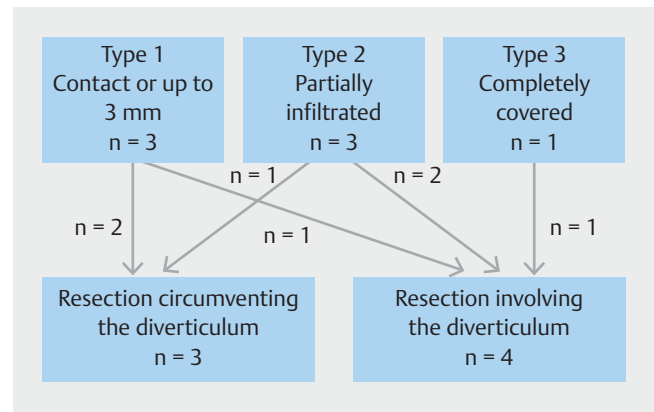 Type 1
Contact or up to
3 mm
n = 3
Type 2
Partially
infiltrated
n = 3
Type 3
Completely
covered
n = 1
n = 2
n = 1
n = 1
n = 2
n = 1
Resection circumventing
the diverticulum
n = 3
Resection involving
the diverticulum
n = 4